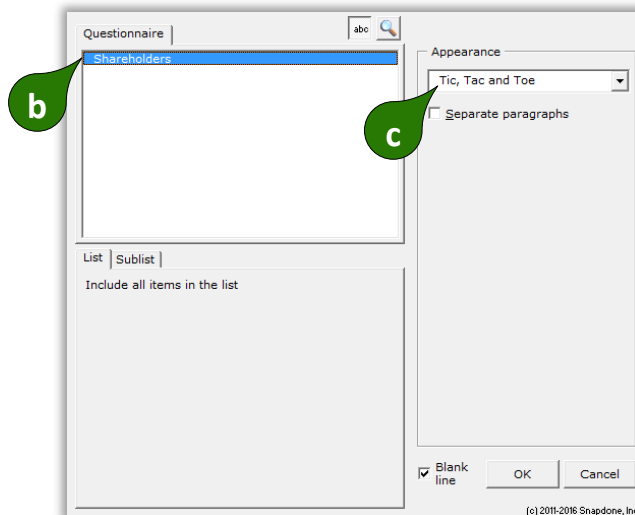 Questionnaire
abc
Shareholders
b
Appearance
Tic, Tac and Toe
c
Separate paragraphs
List Sublist
Include all items in the list
Blank
line
OK
Cancel
(c) 2011-2016 Snapdone, Inc